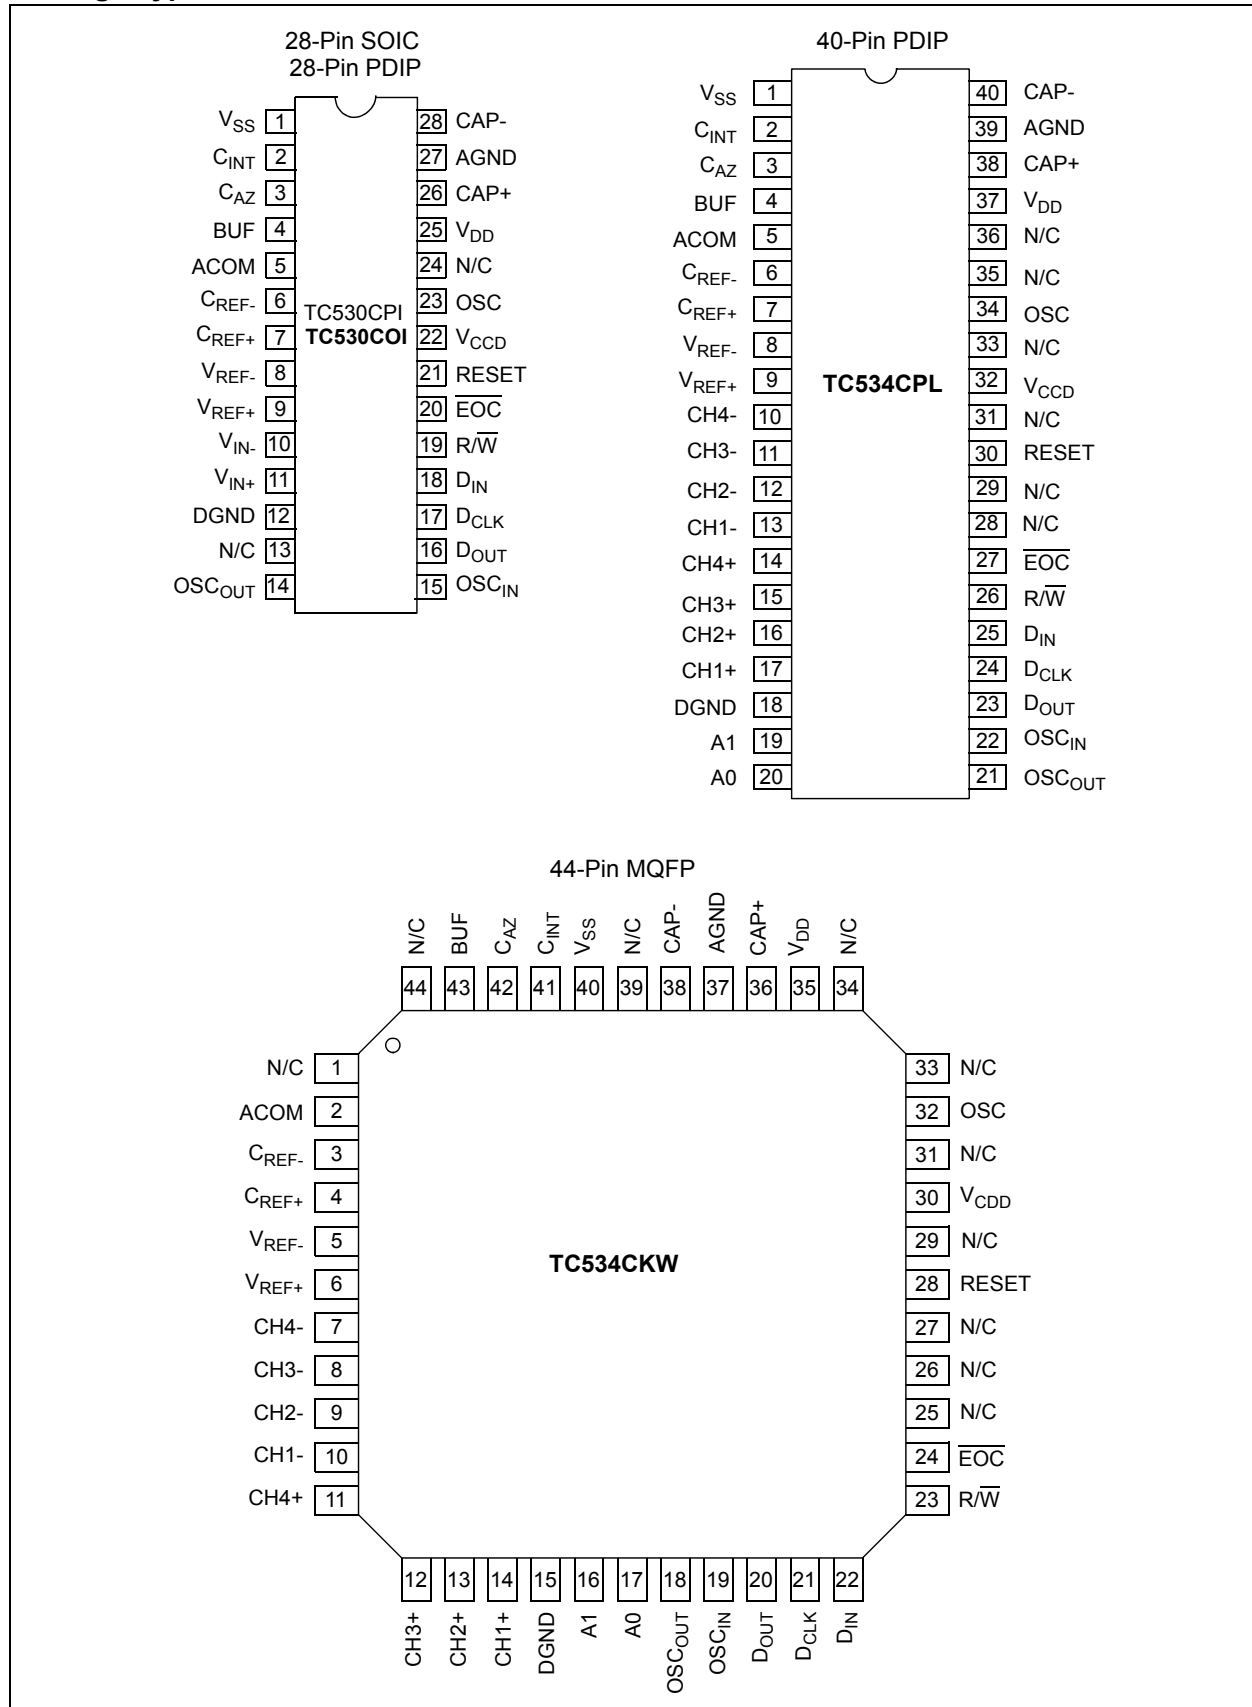 28-Pin SOIC
28-Pin PDIP
VSS 1 28 CAP-
CINT 2 27 AGND
CAZ 3 26 CAP+
BUF 4 25 VDD
ACOM 5 24 N/C
CREF- 6 23 OSC
TC530CPI
TC530COI
CREF+ 7 22 VCCD
VREF- 8 21 RESET
VREF+ 9 20 EOC
VIN- 10 19 R/W
VIN+ 11 18 DIN
DGND 12 17 DCLK
N/C 13 16 DOUT
OSCOUT 14 15 OSCIN
40-Pin PDIP
VSS 1 40 CAP-
CINT 2 39 AGND
CAZ 3 38 CAP+
BUF 4 37 VDD
ACOM 5 36 N/C
CREF- 6 35 N/C
CREF+ 7 34 OSC
VREF- 8 33 N/C
VREF+ 9 TC534CPL 32 VCCD
CH4- 10 31 N/C
CH3- 11 30 RESET
CH2- 12 29 N/C
CH1- 13 28 N/C
CH4+ 14 27 EOC
CH3+ 15 26 R/W
CH2+ 16 25 DIN
CH1+ 17 24 DCLK
DGND 18 23 DOUT
A1 19 22 OSCIN
A0 20 21 OSCOUT
44-Pin MQFP
N/C BUF CAZ CINT VSS N/C CAP- AGND CAP+ VDD N/C
44 43 42 41 40 39 38 37 36 35 34
N/C 1 33 N/C
ACOM 2 32 OSC
CREF- 3 31 N/C
CREF+ 4 30 VCDD
VREF- 5 29 N/C
TC534CKW
VREF+ 6 28 RESET
CH4- 7 27 N/C
CH3- 8 26 N/C
CH2- 9 25 N/C
CH1- 10 24 EOC
CH4+ 11 23 R/W
12 13 14 15 16 17 18 19 20 21 22
CH3+ CH2+ CH1+ DGND A1 A0 OSCOUT OSCIN DOUT DCLK DIN